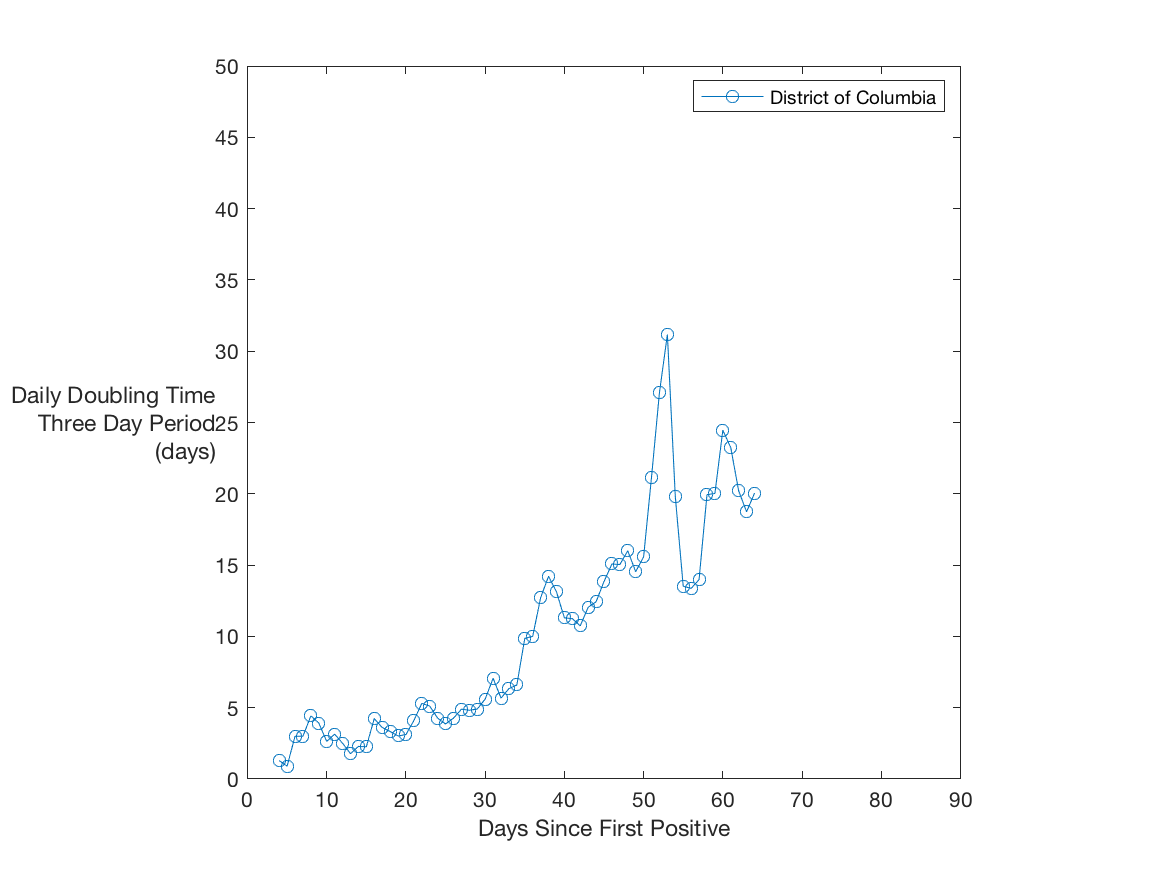 50
45
40
35
30
25
20
15
10
5
0
District of Columbia
Daily Doubling Time
Three Day Period
(days)
0 10 20 30 40 50 60 70 80 90
Days Since First Positive